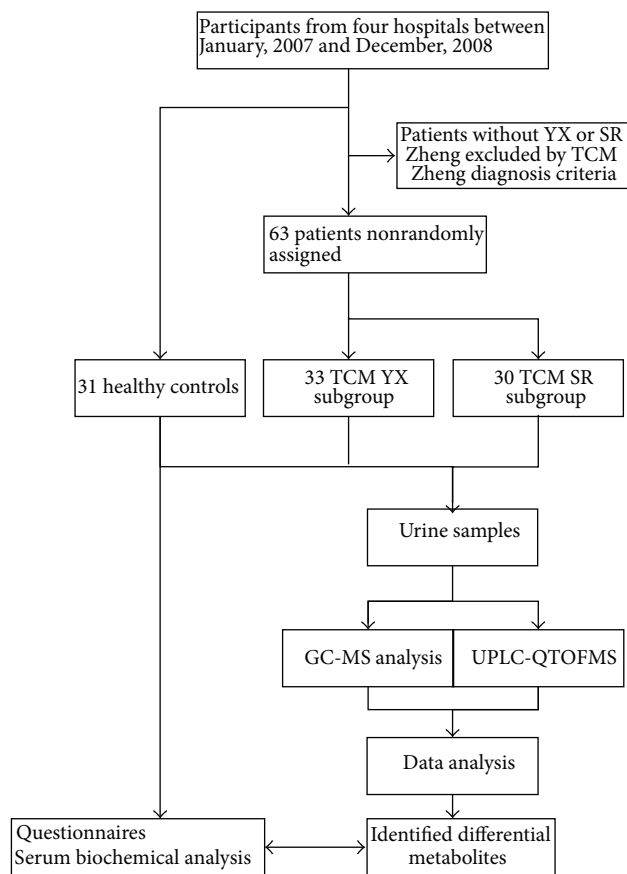 Participants from four hospitals between
January, 2007 and December, 2008
Patients without YX or SR
Zheng excluded by TCM
Zheng diagnosis criteria
63 patients nonrandomly
assigned
31 healthy controls
33 TCM YX
subgroup
30 TCM SR
subgroup
Urine samples
GC-MS analysis
UPLC-QTOFMS
Data analysis
Questionnaires
Serum biochemical analysis
Identified differential
metabolites